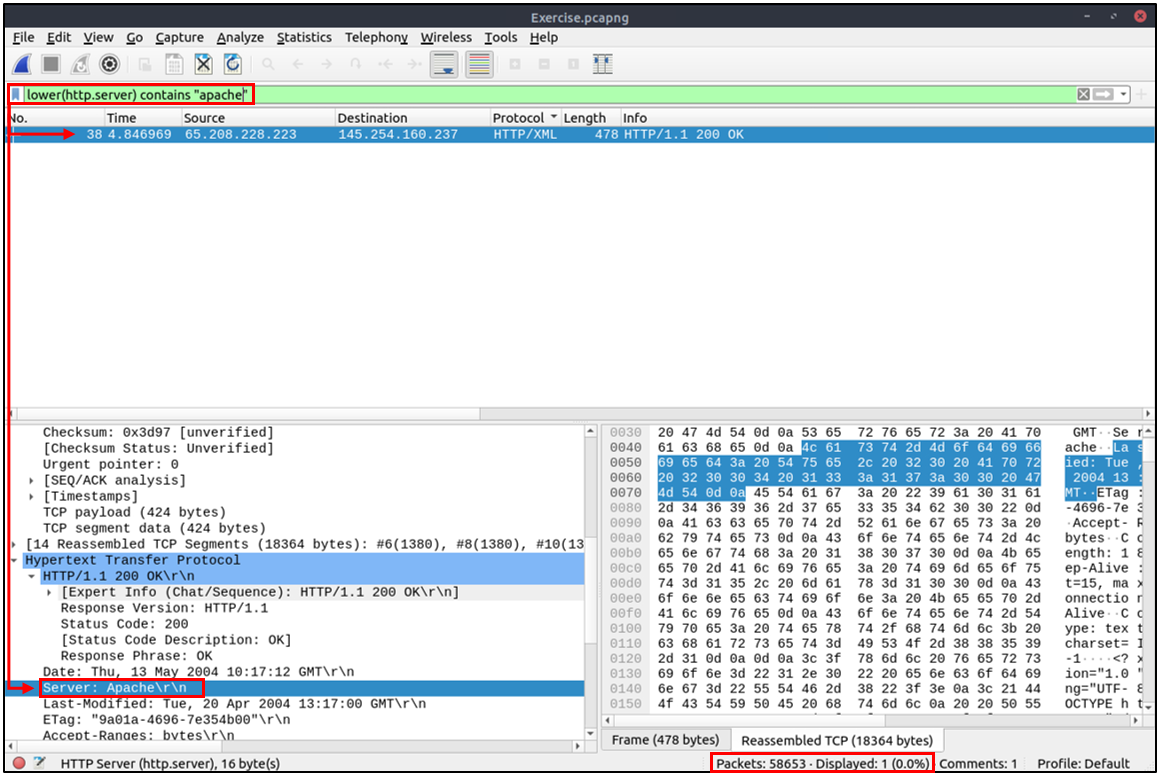 Exercise.pcapng
File Edit View Go Capture Analyze Statistics Telephony Wireless Tools Help
lower(http.server) contains "apache"
No. Time Source Destination Protocol Length Info
38 4.846969 65.208.228.223 145.254.160.237 HTTP/XML 478 HTTP/1.1 200 OK
Checksum: 0x3d97 [unverified]
[Checksum Status: Unverified]
Urgent pointer: 0
[SEQ/ACK analysis]
[Timestamps]
TCP payload (424 bytes)
TCP segment data (424 bytes)
[14 Reassembled TCP Segments (18364 bytes): #6(1380), #8(1380), #10(13
Hypertext Transfer Protocol
HTTP/1.1 200 OK\r\n
[Expert Info (Chat/Sequence): HTTP/1.1 200 OK\r\n]
Response Version: HTTP/1.1
Status Code: 200
[Status Code Description: OK]
Response Phrase: OK
Date: Thu, 13 May 2004 10:17:12 GMT\r\n
Server: Apache\r\n
Last-Modified: Tue, 20 Apr 2004 13:17:00 GMT\r\n
ETag: "9a01a-4696-7e354b00"\r\n
Accept-Ranges: bytes\r\n
0030 20 47 4d 54 0d 0a 53 65 72 76 65 72 3a 20 41 70 GMT··Se r
0040 61 63 68 65 0d 0a 4c 61 73 74 2d 4d 6f 64 69 66 ache··La s
0050 69 65 64 3a 20 54 75 65 2c 20 32 30 20 41 70 72 ied: Tue ,
0060 20 32 30 30 34 20 31 33 3a 31 37 3a 30 30 20 47 2004 13 :
0070 4d 54 0d 0a 45 54 61 67 3a 20 22 39 61 30 31 61 MT··ETag :
0080 2d 34 36 39 36 2d 37 65 33 35 34 62 30 30 22 0d -4696-7e 3
0090 0a 41 63 63 65 70 74 2d 52 61 6e 67 65 73 3a 20 ·Accept- R
00a0 62 79 74 65 73 0d 0a 43 6f 6e 74 65 6e 74 2d 4c bytes··C o
00b0 65 6e 67 74 68 3a 20 31 38 30 37 30 0d 0a 4b 65 ength: 1 8
00c0 65 70 2d 41 6c 69 76 65 3a 20 74 69 6d 65 6f 75 ep-Alive :
00d0 74 3d 31 35 2c 20 6d 61 78 3d 31 30 30 0d 0a 43 t=15, ma x
00e0 6f 6e 6e 65 63 74 69 6f 6e 3a 20 4b 65 65 70 2d onnectio n
00f0 41 6c 69 76 65 0d 0a 43 6f 6e 74 65 6e 74 2d 54 Alive··C o
0100 79 70 65 3a 20 74 65 78 74 2f 68 74 6d 6c 3b 20 ype: tex t
0110 63 68 61 72 73 65 74 3d 49 53 4f 2d 38 38 35 39 charset= I
0120 2d 31 0d 0a 0d 0a 3c 3f 78 6d 6c 20 76 65 72 73 -1····<? x
0130 69 6f 6e 3d 22 31 2e 30 22 20 65 6e 63 6f 64 69 ion="1.0 "
0140 6e 67 3d 22 55 54 46 2d 38 22 3f 3e 0a 3c 21 44 ng="UTF- 8
0150 4f 43 54 59 50 45 20 68 74 6d 6c 0a 20 20 50 55 OCTYPE h t
Frame (478 bytes) Reassembled TCP (18364 bytes)
HTTP Server (http.server), 16 byte(s) Packets: 58653 · Displayed: 1 (0.0%) Comments: 1 Profile: Default